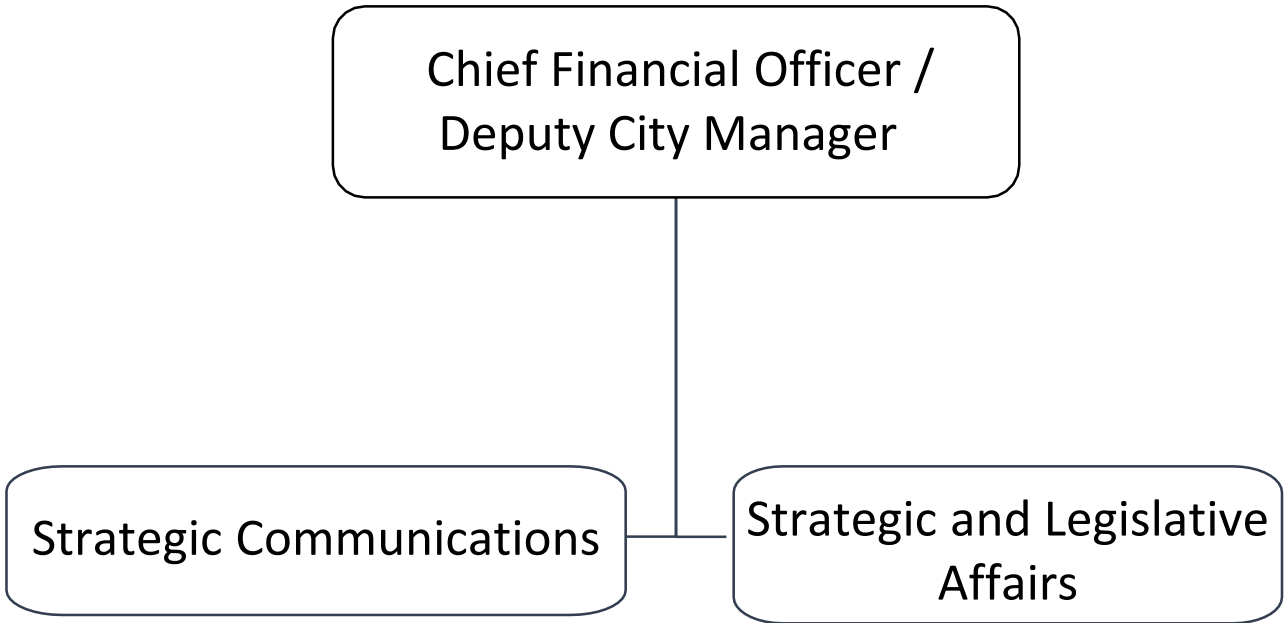 Chief Financial Officer /
Deputy City Manager
Strategic Communications
Strategic and Legislative
Affairs